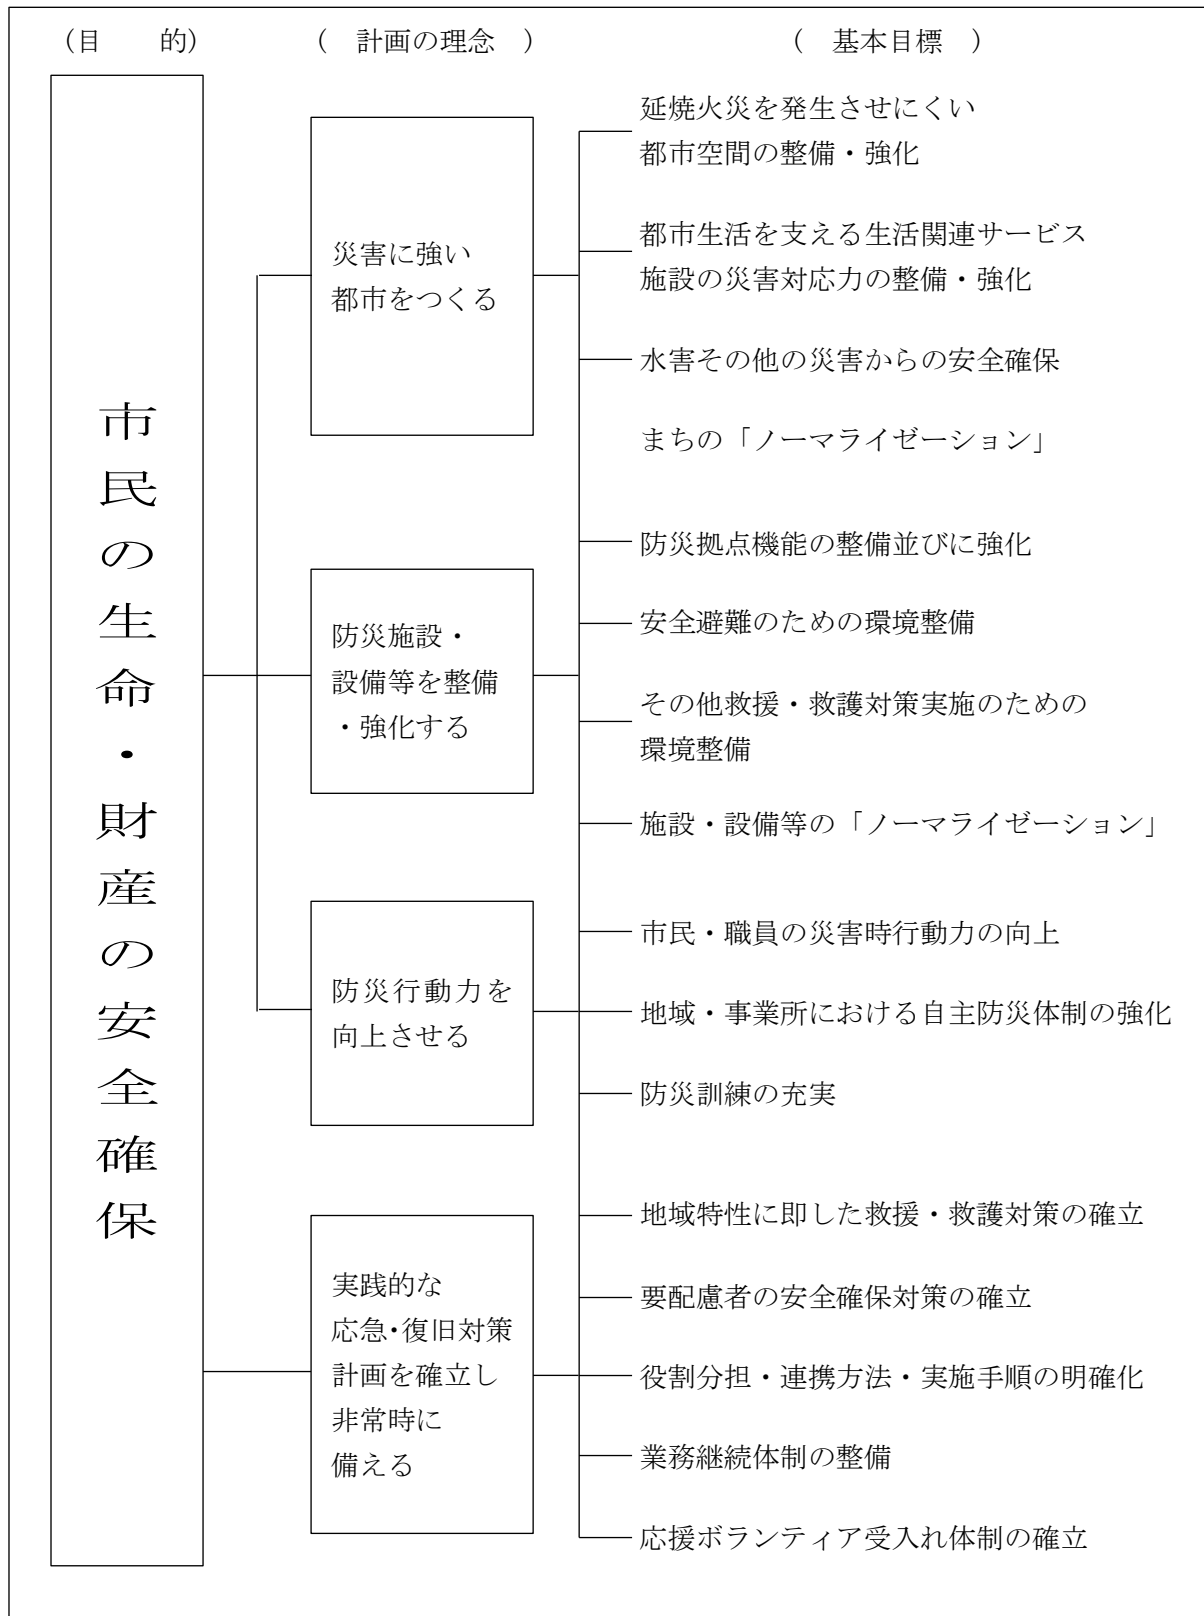 （目　　的）　　（　計画の理念　）　　（　基本目標　）
市民の生命・財産の安全確保
災害に強い
都市をつくる
延焼火災を発生させにくい
都市空間の整備・強化
都市生活を支える生活関連サービス
施設の災害対応力の整備・強化
水害その他の災害からの安全確保
まちの「ノーマライゼーション」
防災施設・
設備等を整備
・強化する
防災拠点機能の整備並びに強化
安全避難のための環境整備
その他救援・救護対策実施のための
環境整備
施設・設備等の「ノーマライゼーション」
防災行動力を
向上させる
市民・職員の災害時行動力の向上
地域・事業所における自主防災体制の強化
防災訓練の充実
実践的な
応急・復旧対策
計画を確立し
非常時に
備える
地域特性に即した救援・救護対策の確立
要配慮者の安全確保対策の確立
役割分担・連携方法・実施手順の明確化
業務継続体制の整備
応援ボランティア受入れ体制の確立